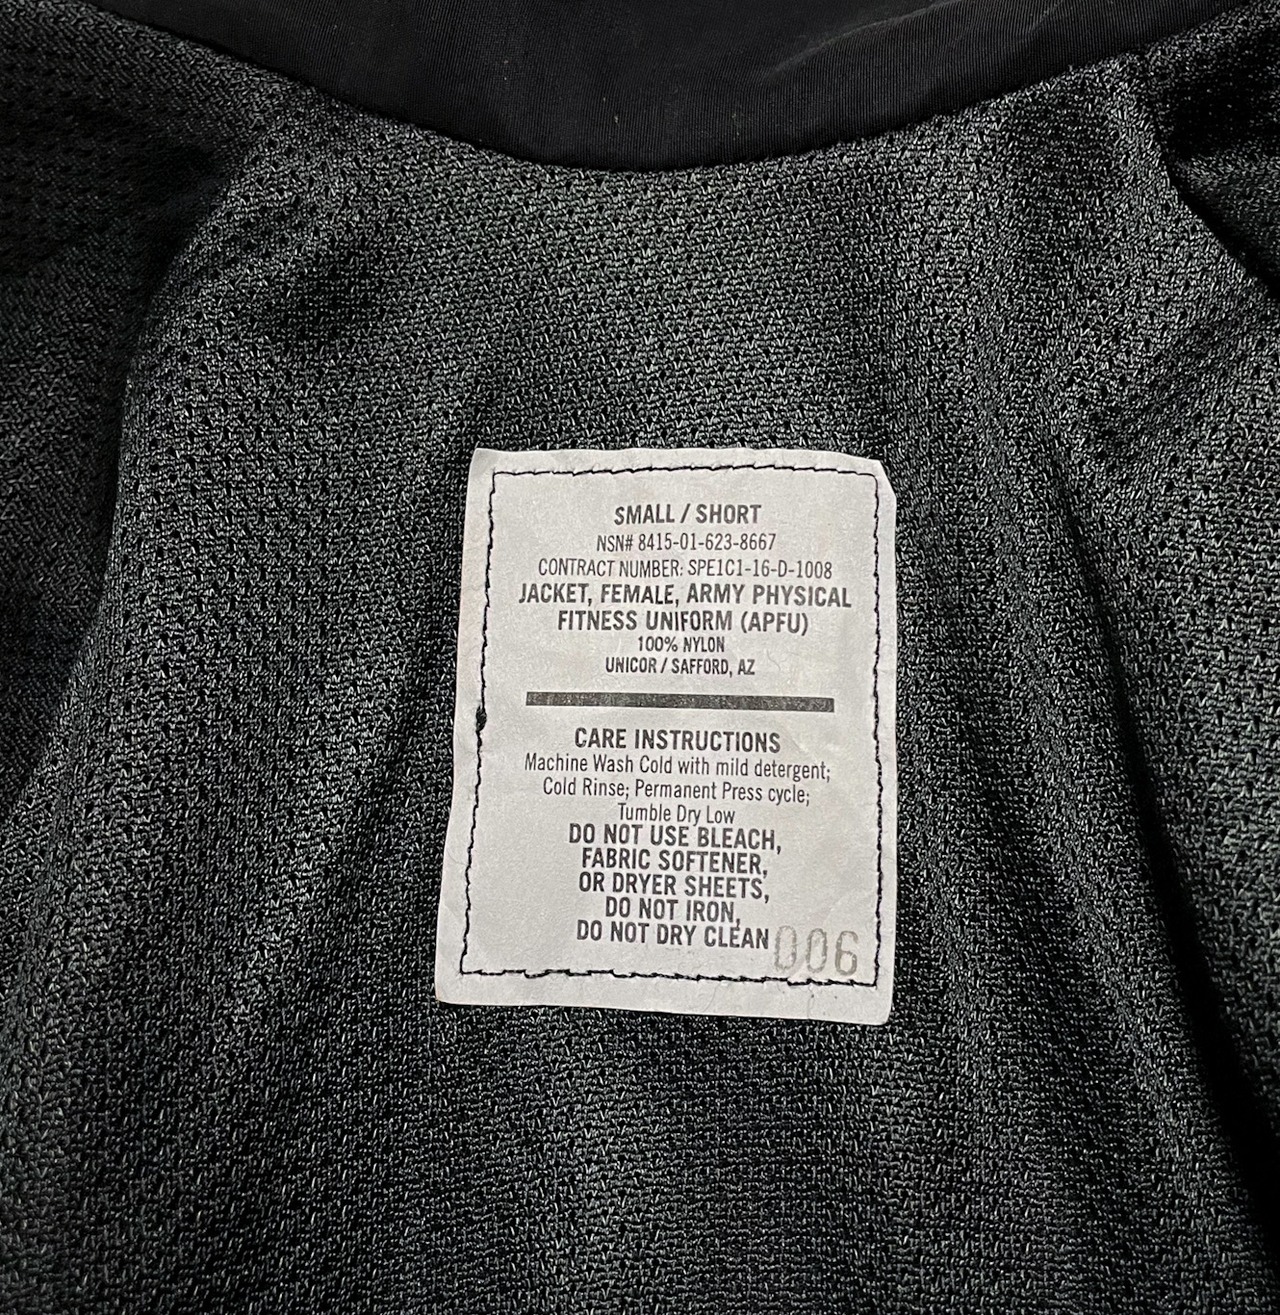 SMALL / SHORT
NSN# 8415-01-623-8667
CONTRACT NUMBER: SPE1C1-16-D-1008
JACKET, FEMALE, ARMY PHYSICAL
FITNESS UNIFORM (APFU)
100% NYLON
UNICOR / SAFFORD, AZ
CARE INSTRUCTIONS
Machine Wash Cold with mild detergent;
Cold Rinse; Permanent Press cycle;
Tumble Dry Low
DO NOT USE BLEACH,
FABRIC SOFTENER,
OR DRYER SHEETS,
DO NOT IRON,
DO NOT DRY CLEAN
006